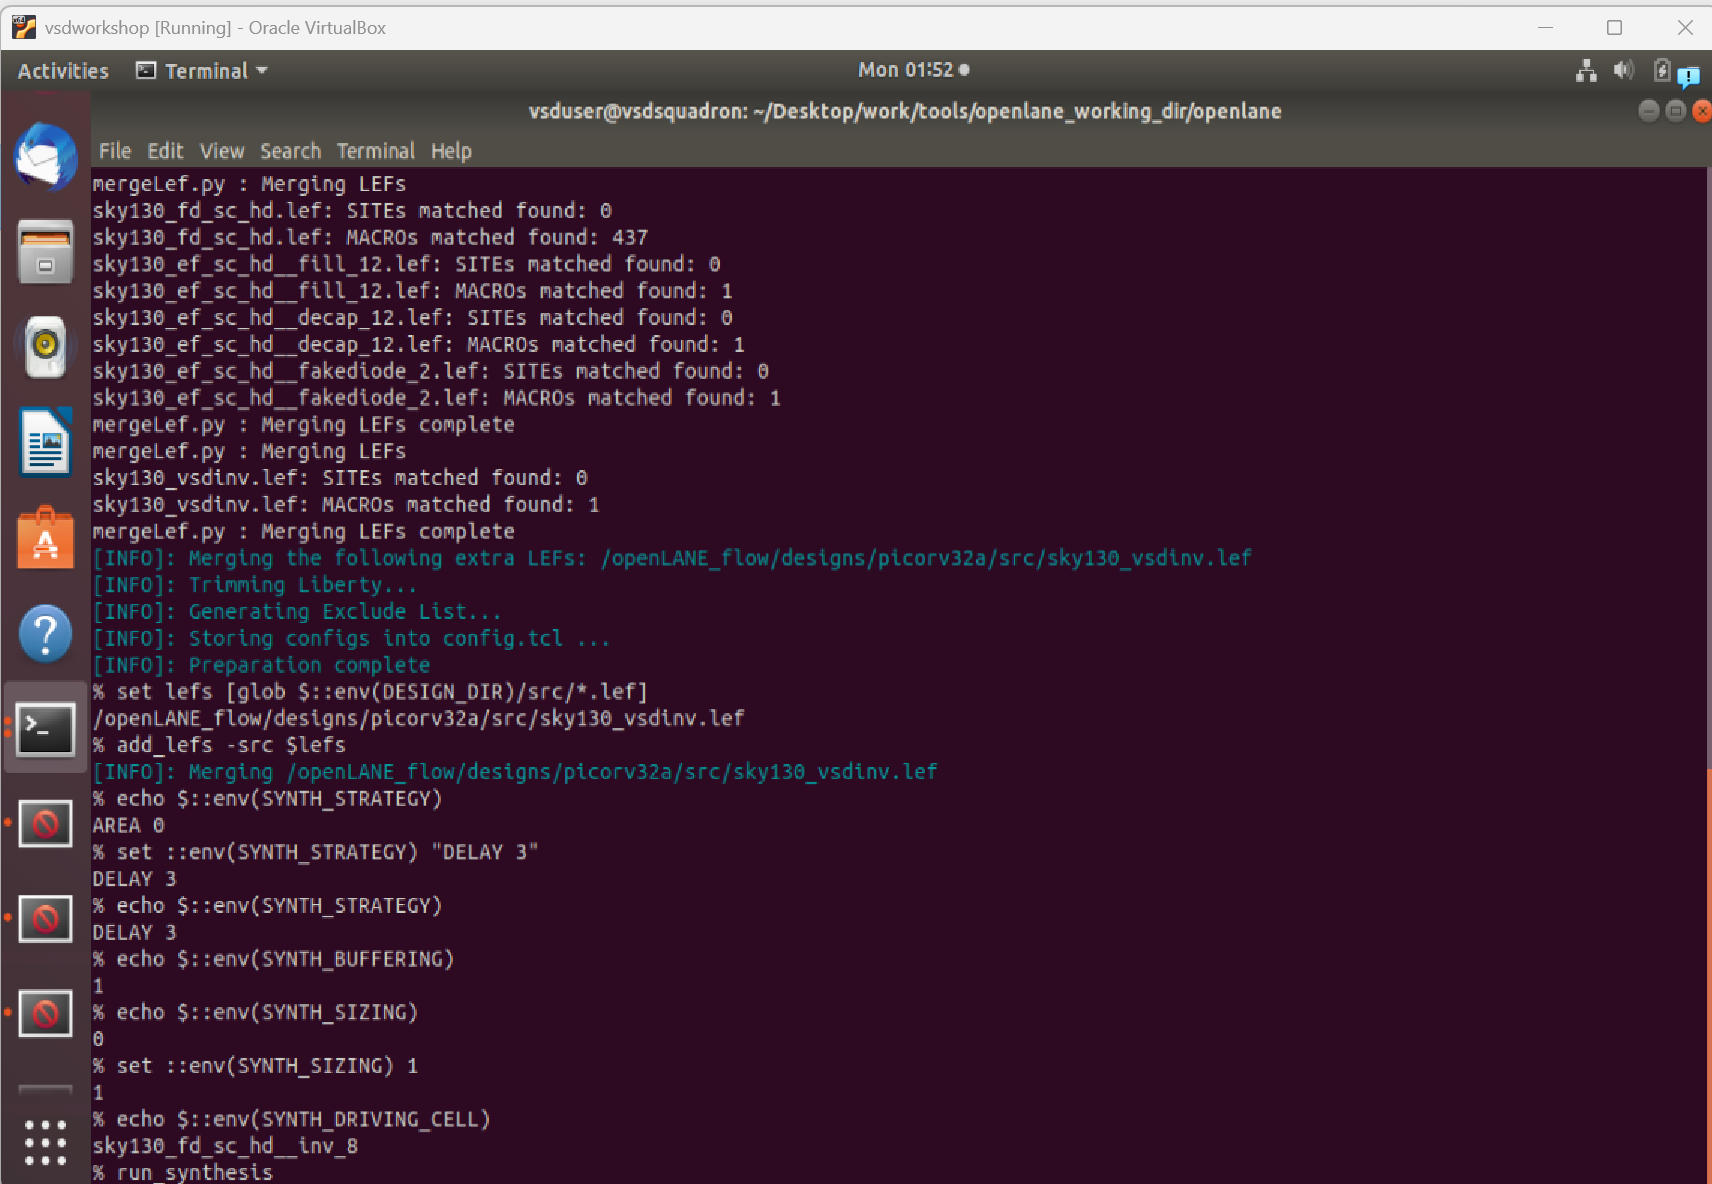 vsdworkshop [Running] - Oracle VirtualBox
Activities Terminal Mon 01:52
vsduser@vsdsquadron: ~/Desktop/work/tools/openlane_working_dir/openlane
File Edit View Search Terminal Help
mergeLef.py : Merging LEFs
sky130_fd_sc_hd.lef: SITEs matched found: 0
sky130_fd_sc_hd.lef: MACROs matched found: 437
sky130_ef_sc_hd__fill_12.lef: SITEs matched found: 0
sky130_ef_sc_hd__fill_12.lef: MACROs matched found: 1
sky130_ef_sc_hd__decap_12.lef: SITEs matched found: 0
sky130_ef_sc_hd__decap_12.lef: MACROs matched found: 1
sky130_ef_sc_hd__fakediode_2.lef: SITEs matched found: 0
sky130_ef_sc_hd__fakediode_2.lef: MACROs matched found: 1
mergeLef.py : Merging LEFs complete
mergeLef.py : Merging LEFs
sky130_vsdinv.lef: SITEs matched found: 0
sky130_vsdinv.lef: MACROs matched found: 1
mergeLef.py : Merging LEFs complete
[INFO]: Merging the following extra LEFs: /openLANE_flow/designs/picorv32a/src/sky130_vsdinv.lef
[INFO]: Trimming Liberty...
[INFO]: Generating Exclude List...
[INFO]: Storing configs into config.tcl ...
[INFO]: Preparation complete
% set lefs [glob $::env(DESIGN_DIR)/src/*.lef]
/openLANE_flow/designs/picorv32a/src/sky130_vsdinv.lef
% add_lefs -src $lefs
[INFO]: Merging /openLANE_flow/designs/picorv32a/src/sky130_vsdinv.lef
% echo $::env(SYNTH_STRATEGY)
AREA 0
% set ::env(SYNTH_STRATEGY) "DELAY 3"
DELAY 3
% echo $::env(SYNTH_STRATEGY)
DELAY 3
% echo $::env(SYNTH_BUFFERING)
1
% echo $::env(SYNTH_SIZING)
0
% set ::env(SYNTH_SIZING) 1
1
% echo $::env(SYNTH_DRIVING_CELL)
sky130_fd_sc_hd__inv_8
% run_synthesis